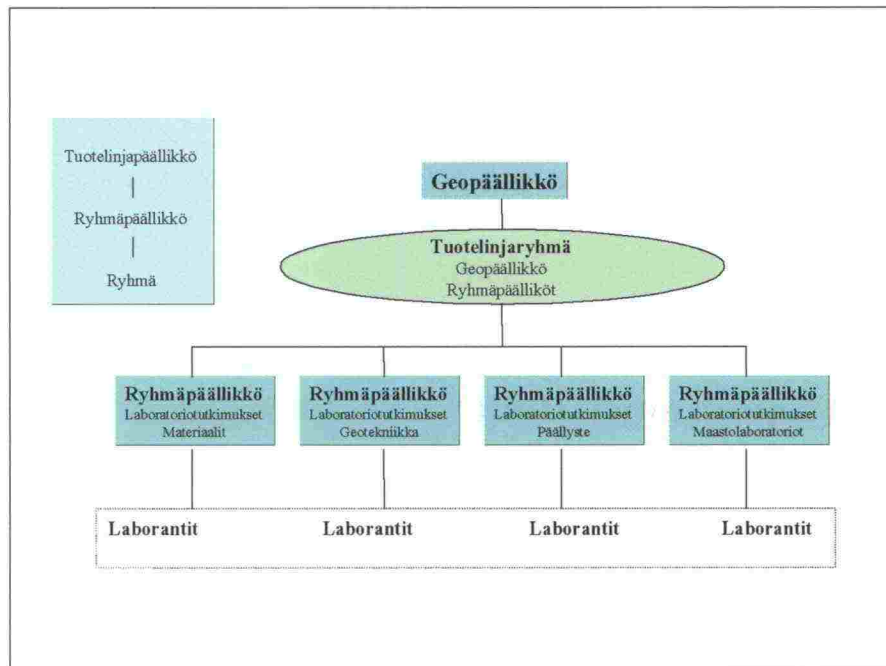 Tuotelinjapäällikkö
Ryhmäpäällikkö
Ryhmä
Geopäällikkö
Tuotelinjaryhmä
Geopäällikkö
Ryhmäpäälliköt
Ryhmäpäällikkö
Laboratoriotutkimukset
Materiaalit
Ryhmäpäällikkö
Laboratoriotutkimukset
Geotekniikka
Ryhmäpäällikkö
Laboratoriotutkimukset
Päällyste
Ryhmäpäällikkö
Laboratoriotutkimukset
Maastolaboratoriot
Laborantit
Laborantit
Laborantit
Laborantit